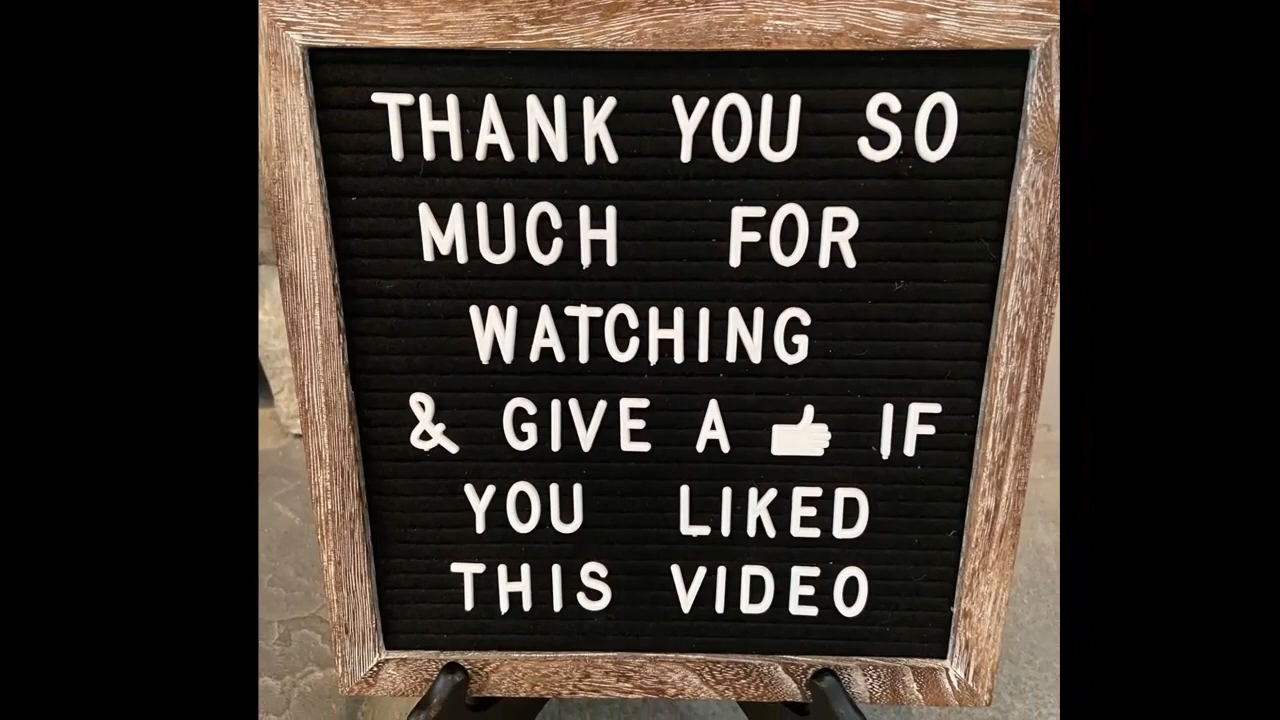 THANK YOU SO
MUCH FOR
WATCHING
& GIVE A 👍 IF
YOU LIKED
THIS VIDEO